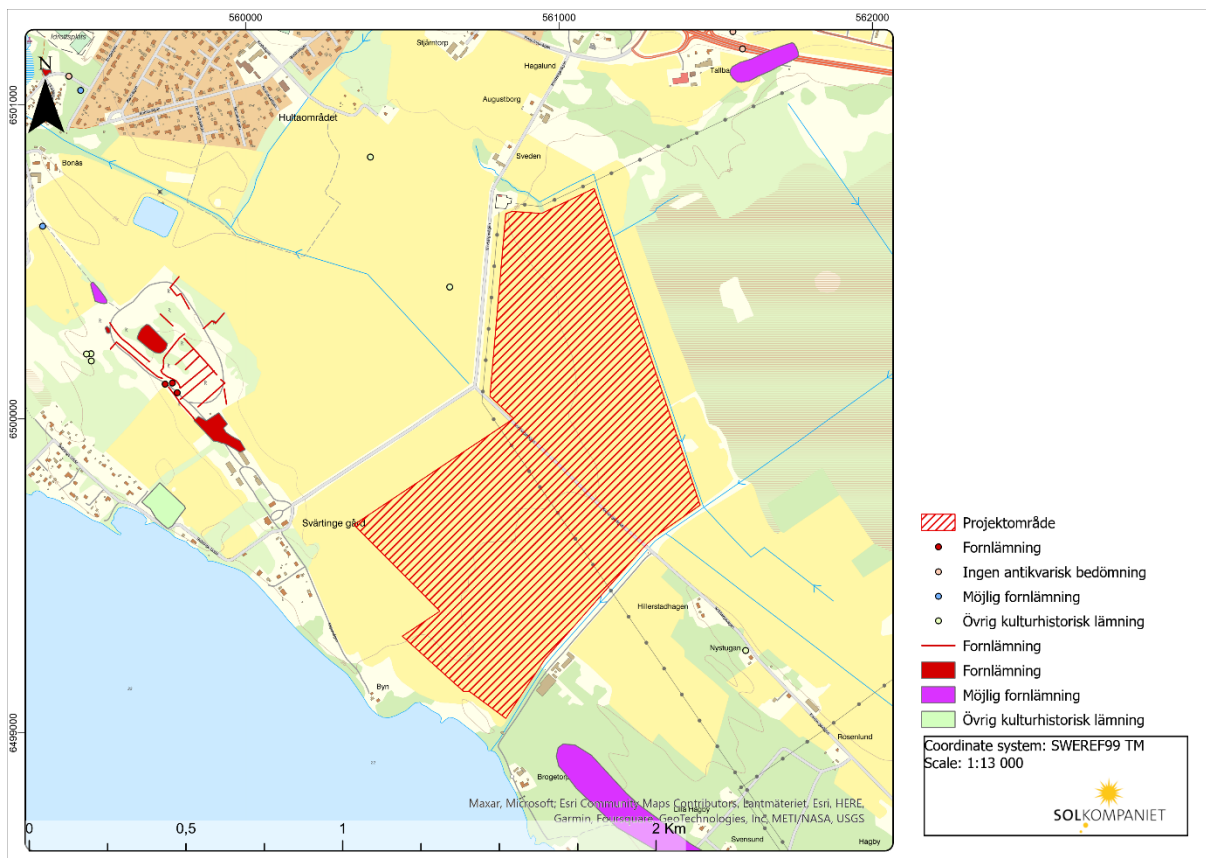 560000
561000
562000
6501000
6500000
6499000
Idrottsplats
N
Stjärntorp
Hagalund
Tallba
Augustborg
Hultaområdet
Sveden
Bonäs
Svärtinge gård
Hillerstadhagen
Nystugan
Byn
Rosenlund
Brogetorp
Lilla Hagby
Svensund
Hagby
Maxar, Microsoft, Esri Community Maps Contributors, Lantmäteriet, Esri, HERE,
Garmin, Foursquare, GeoTechnologies, Inc, METI/NASA, USGS
0
0,5
1
2 Km
Projektområde
Fornlämning
Ingen antikvarisk bedömning
Möjlig fornlämning
Övrig kulturhistorisk lämning
Fornlämning
Fornlämning
Möjlig fornlämning
Övrig kulturhistorisk lämning
Coordinate system: SWEREF99 TM
Scale: 1:13 000
SOLKOMPANIET